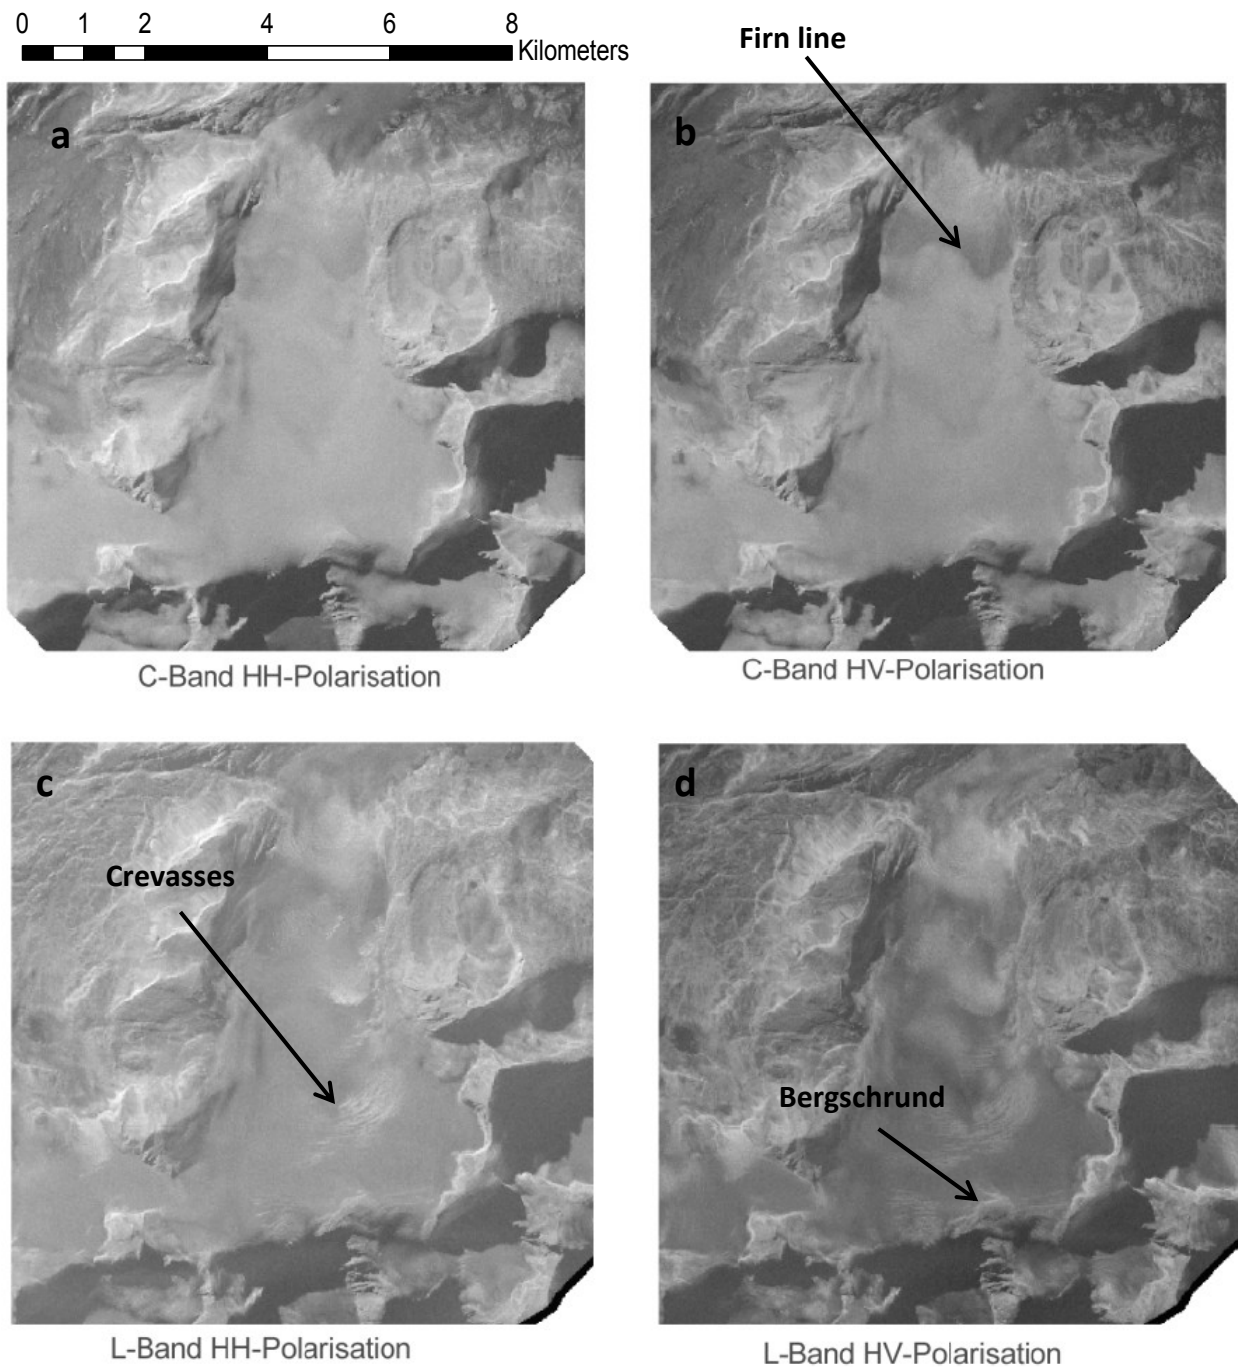 0 1 2 4 6 8
Kilometers
Firn line
a
b
C-Band HH-Polarisation
C-Band HV-Polarisation
c
d
Crevasses
Bergschrund
L-Band HH-Polarisation
L-Band HV-Polarisation